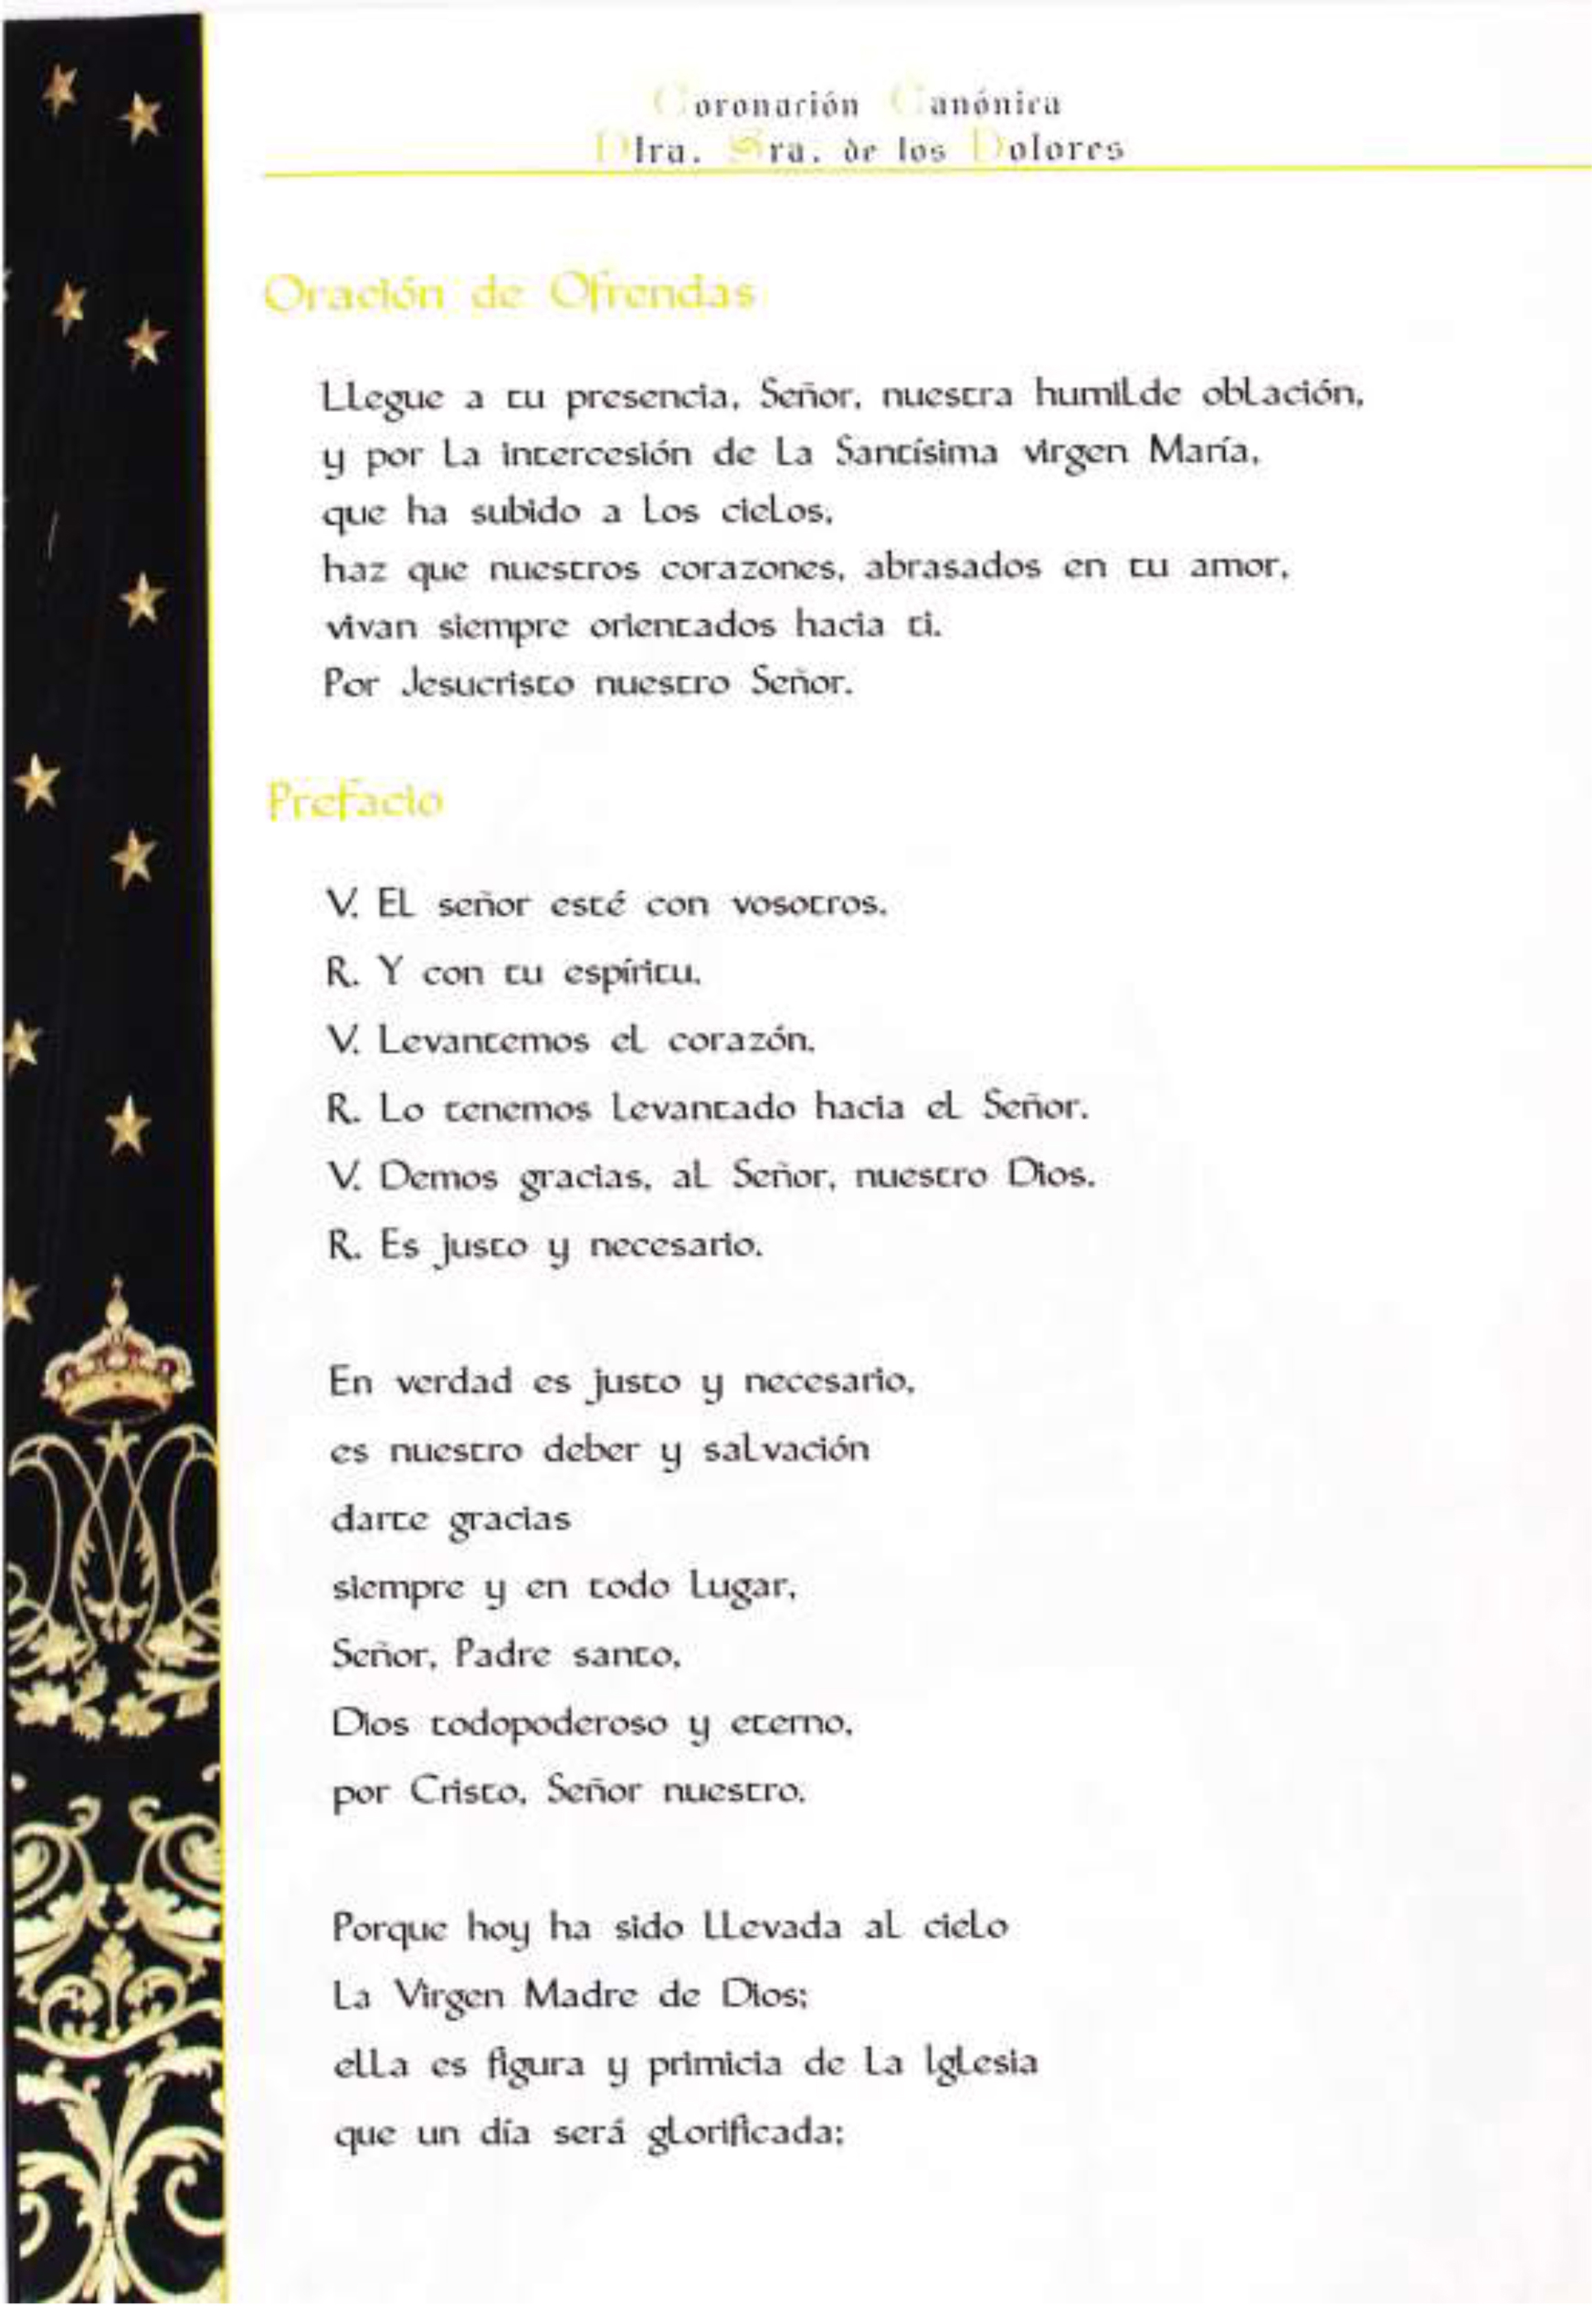 Coronación Canónica
Ntra. Sra. de los Dolores
Oración de Ofrendas
Llegue a tu presencia, Señor, nuestra humilde oblación,
y por la intercesión de la Santísima virgen María,
que ha subido a los cielos,
haz que nuestros corazones, abrasados en tu amor,
vivan siempre orientados hacia ti.
Por Jesucristo nuestro Señor.
Prefacio
V. El señor esté con vosotros.
R. Y con tu espíritu.
V. Levantemos el corazón.
R. Lo tenemos levantado hacia el Señor.
V. Demos gracias, al Señor, nuestro Dios.
R. Es justo y necesario.
En verdad es justo y necesario,
es nuestro deber y salvación
darte gracias
siempre y en todo lugar,
Señor, Padre santo,
Dios todopoderoso y eterno,
por Cristo, Señor nuestro.
Porque hoy ha sido llevada al cielo
la Virgen Madre de Dios;
ella es figura y primicia de la Iglesia
que un día será glorificada;